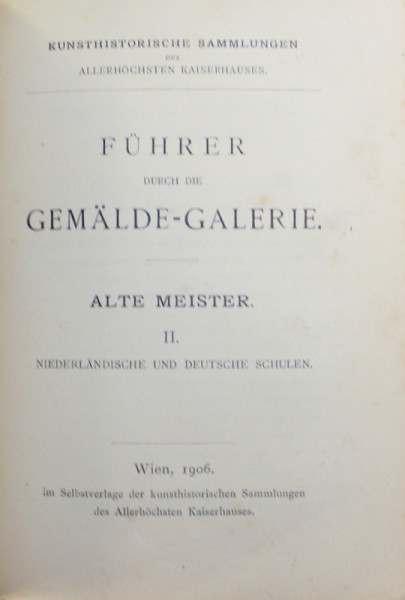 KUNSTHISTORISCHE SAMMLUNGEN
DES
ALLERHÖCHSTEN KAISERHAUSES.
FÜHRER
DURCH DIE
GEMÄLDE-GALERIE.
ALTE MEISTER.
II.
NIEDERLÄNDISCHE UND DEUTSCHE SCHULEN.
Wien, 1906.
Im Selbstverlage der kunsthistorischen Sammlungen
des Allerhöchsten Kaiserhauses.